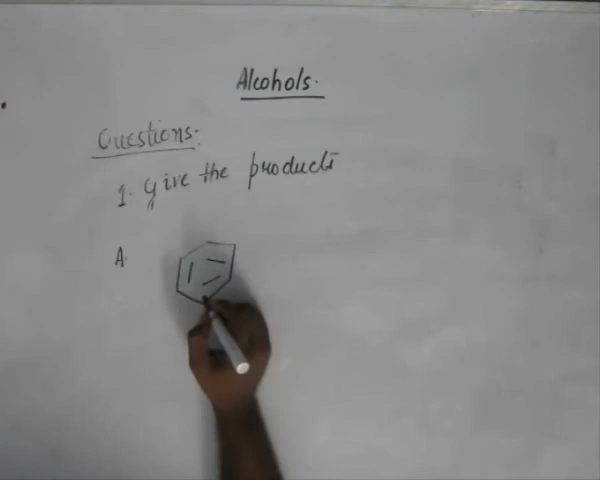 Alcohols.
Questions:
1. Give the products
A.